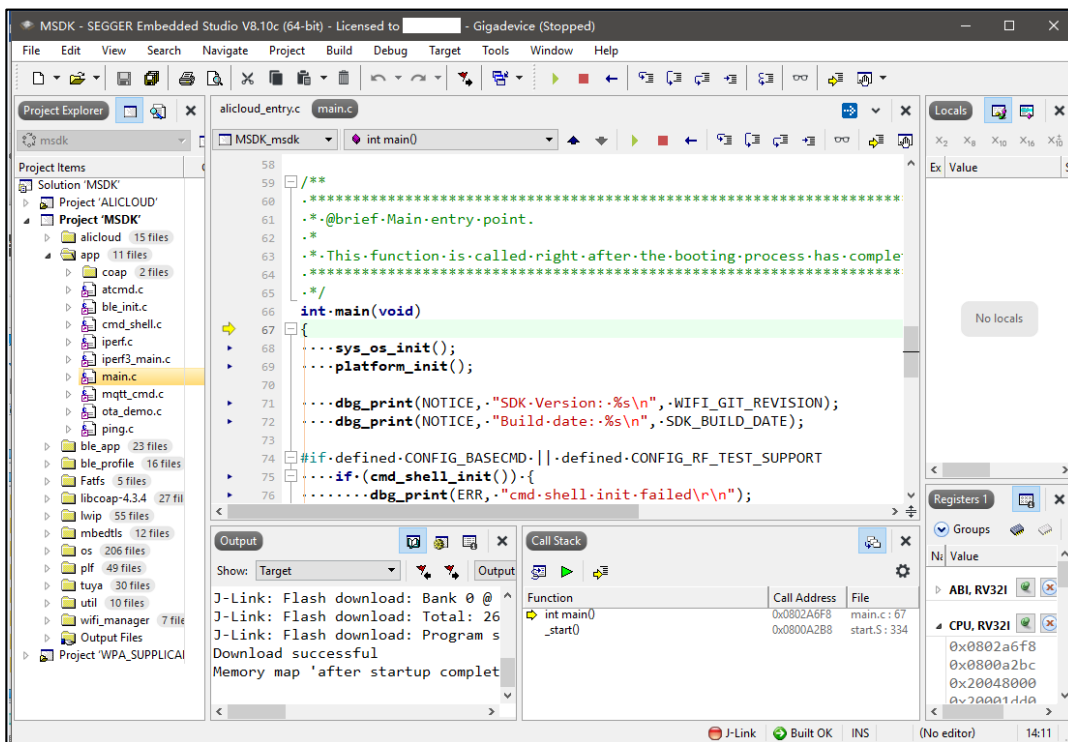 MSDK - SEGGER Embedded Studio V8.10c (64-bit) - Licensed to - Gigadevice (Stopped)
File Edit View Search Navigate Project Build Debug Target Tools Window Help
Project Explorer
msdk
Project Items
Solution 'MSDK'
Project 'ALICLOUD'
Project 'MSDK'
alicloud 15 files
app 11 files
coap 2 files
atcmd.c
ble_init.c
cmd_shell.c
iperf.c
iperf3_main.c
main.c
mqtt_cmd.c
ota_demo.c
ping.c
ble_app 23 files
ble_profile 16 files
Fatfs 5 files
libcoap-4.3.4 27 fil
lwip 55 files
mbedtls 12 files
os 206 files
plf 49 files
tuya 30 files
util 10 files
wifi_manager 7 file
Output Files
Project 'WPA_SUPPLICA
alicloud_entry.c main.c
MSDK_msdk int main()
58
59 /**
60 ·****************************************************************************
61 ·*·@brief·Main·entry·point.
62 ·*
63 ·*·This·function·is·called·right·after·the·booting·process·has·comple
64 ·****************************************************************************
65 ·*/
66 int·main(void)
67 {
68 ····sys_os_init();
69 ····platform_init();
70
71 ····dbg_print(NOTICE,·"SDK·Version:·%s\n",·WIFI_GIT_REVISION);
72 ····dbg_print(NOTICE,·"Build·date:·%s\n",·SDK_BUILD_DATE);
73
74 #if·defined·CONFIG_BASECMD·||·defined·CONFIG_RF_TEST_SUPPORT
75 ····if·(cmd_shell_init())·{
76 ········dbg_print(ERR,·"cmd·shell·init·failed\r\n");
Output
Show: Target Output
J-Link: Flash download: Bank 0 @
J-Link: Flash download: Total: 26
J-Link: Flash download: Program s
Download successful
Memory map 'after startup complet
Call Stack
Function Call Address File
int main() 0x0802A6F8 main.c : 67
_start() 0x0800A2B8 start.S : 334
Locals
X2 X8 X10 X16
Ex Value
No locals
Registers 1
Groups
Value
ABI, RV32I
CPU, RV32I
0x0802a6f8
0x0800a2bc
0x20048000
0x20001dd0
J-Link Built OK INS (No editor) 14:11